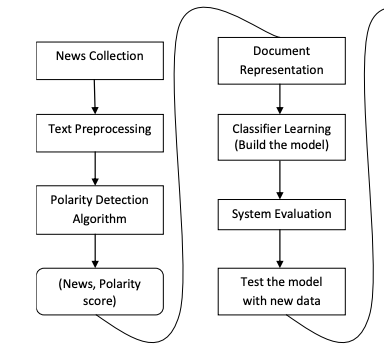 News Collection
Text Preprocessing
Polarity Detection
Algorithm
(News, Polarity
score)
Document
Representation
Classifier Learning
(Build the model)
System Evaluation
Test the model
with new data